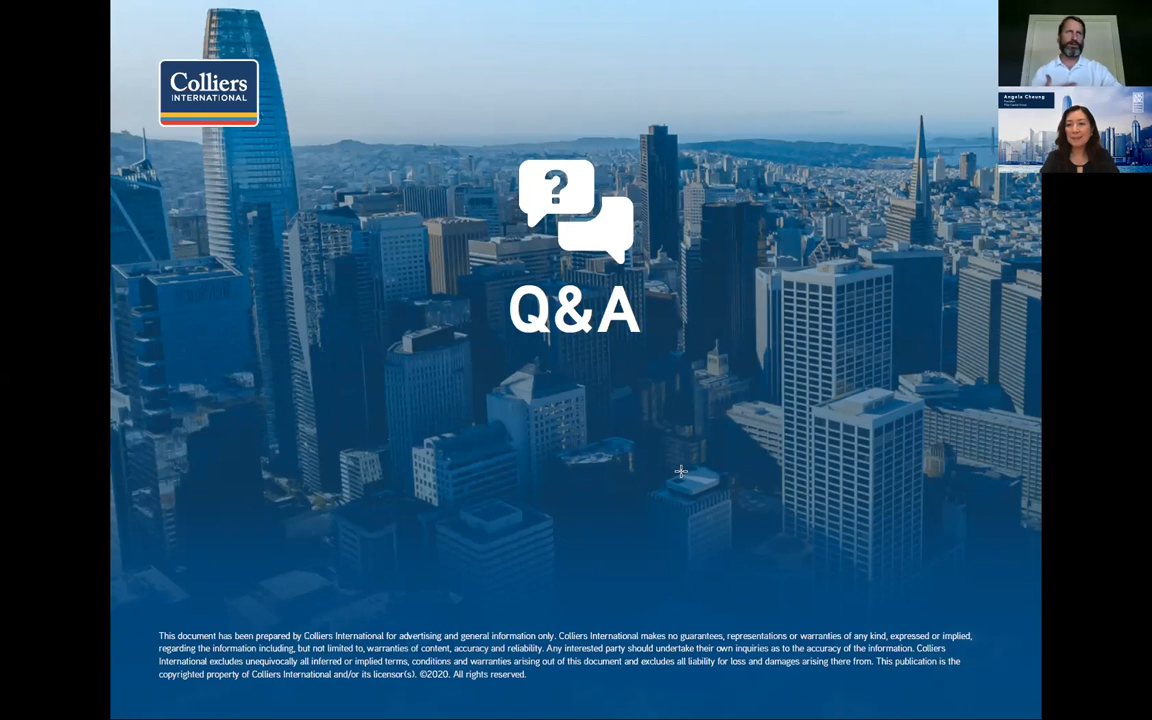 Colliers
INTERNATIONAL
?
Q&A
This document has been prepared by Colliers International for advertising and general information only. Colliers International makes no guarantees, representations or warranties of any kind, expressed or implied,
regarding the information including, but not limited to, warranties of content, accuracy and reliability. Any interested party should undertake their own inquiries as to the accuracy of the information. Colliers
International excludes unequivocally all inferred or implied terms, conditions and warranties arising out of this document and excludes all liability for loss and damages arising there from. This publication is the
copyrighted property of Colliers International and/or its licensor(s). ©2020. All rights reserved.
Angela Cheung